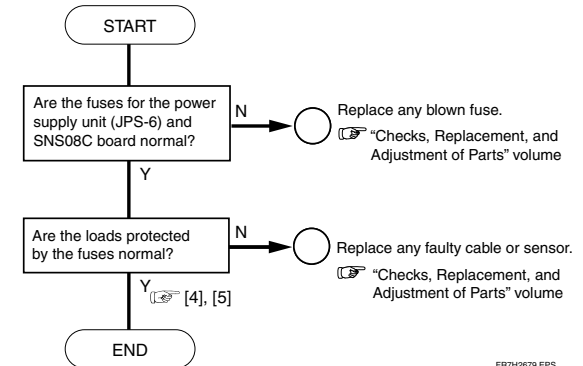 START
Are the fuses for the power
supply unit (JPS-6) and
SNS08C board normal?
N
Replace any blown fuse.
"Checks, Replacement, and
Adjustment of Parts" volume
Y
Are the loads protected
by the fuses normal?
N
Replace any faulty cable or sensor.
"Checks, Replacement, and
Adjustment of Parts" volume
Y
[4], [5]
END
FR7H2679.EPS